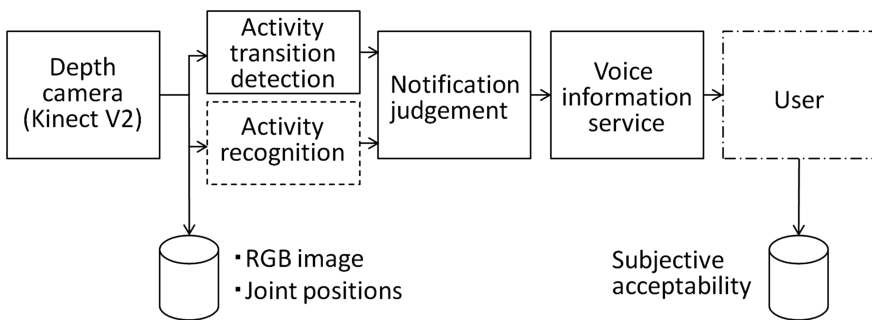 Depth
camera
(Kinect V2)
Activity
transition
detection
Activity
recognition
Notification
judgement
Voice
information
service
User
・RGB image
・Joint positions
Subjective
acceptability